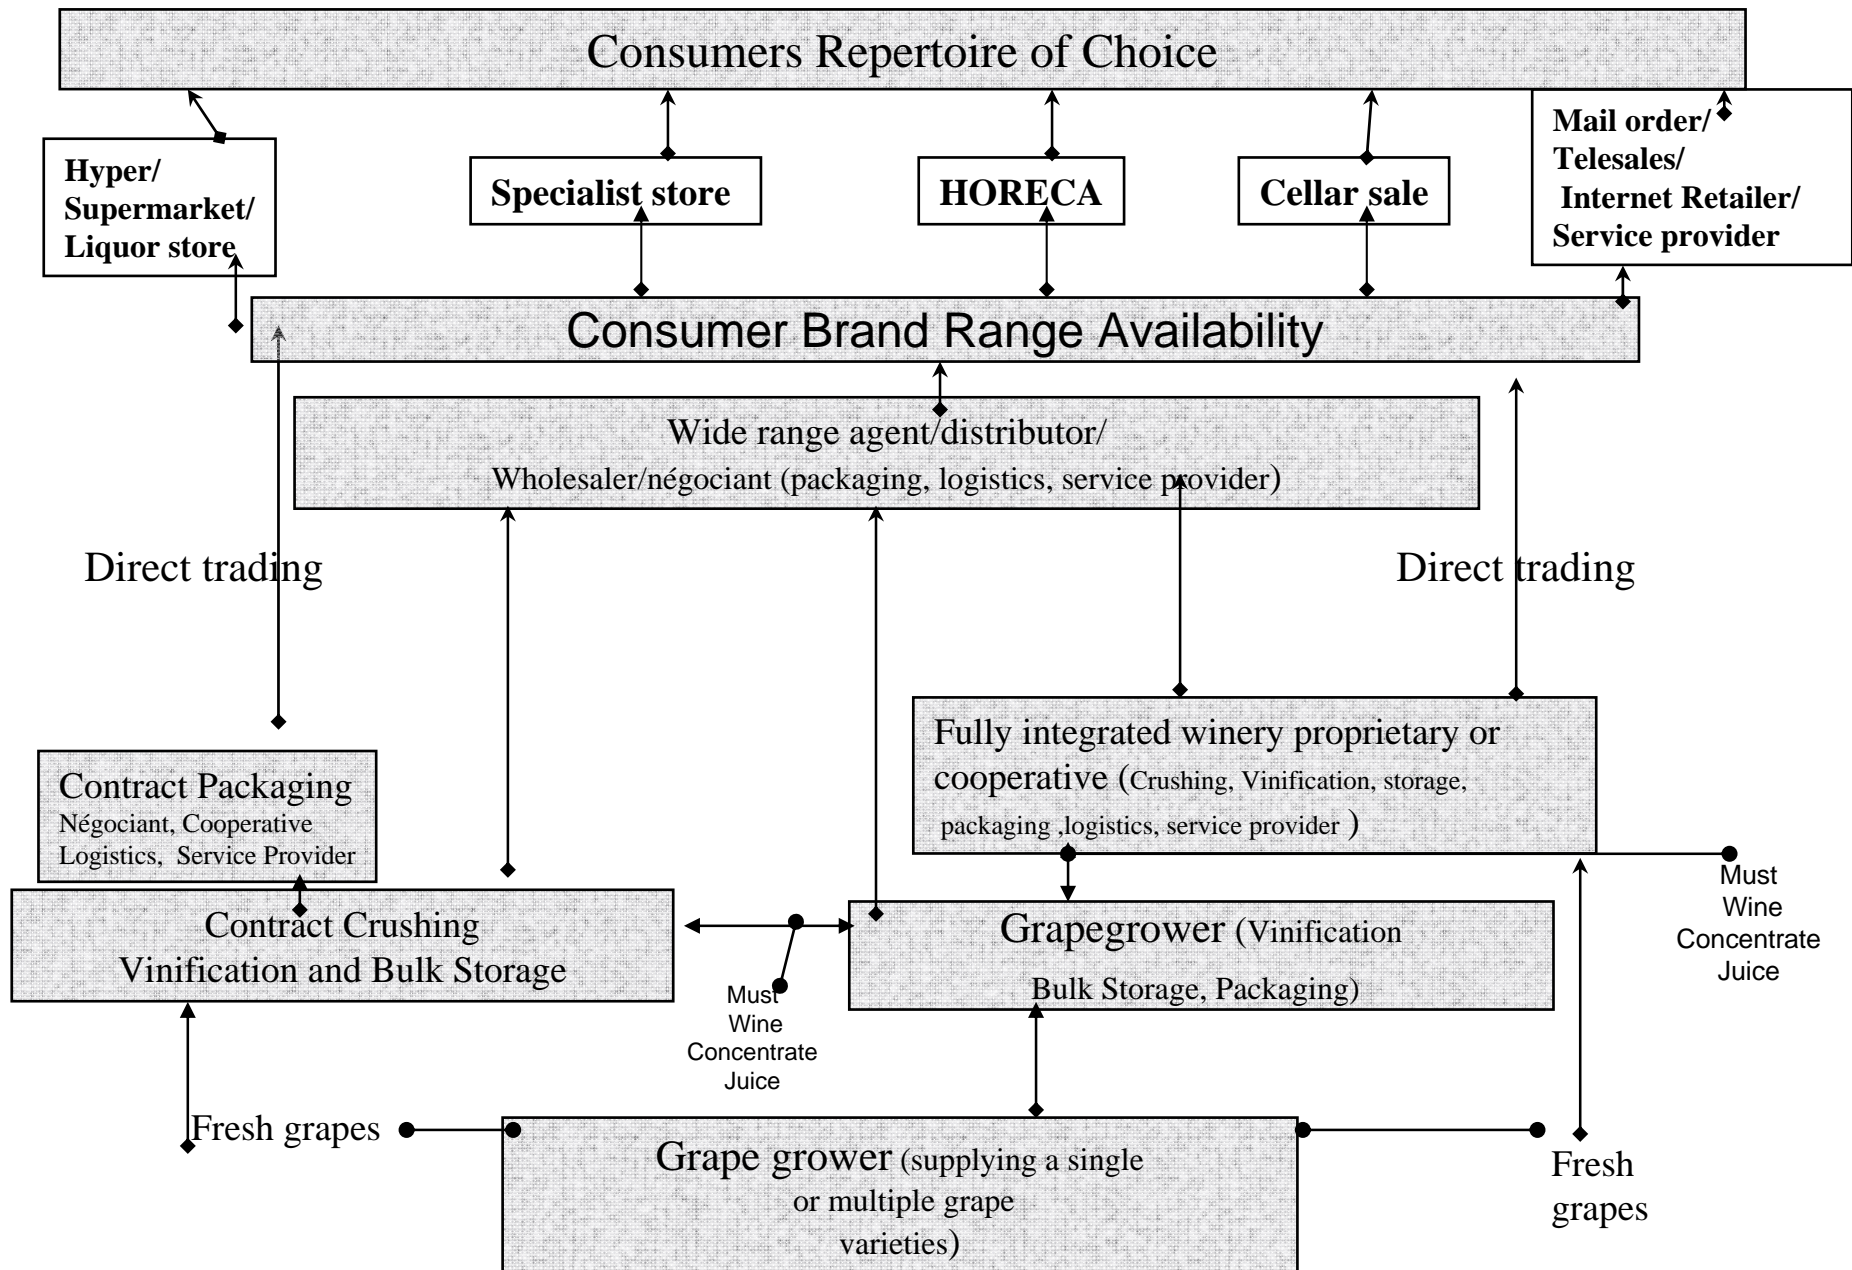 Consumers Repertoire of Choice
Hyper/
Supermarket/
Liquor store
Specialist store
HORECA
Cellar sale
Mail order/
Telesales/
Internet Retailer/
Service provider
Consumer Brand Range Availability
Wide range agent/distributor/
Wholesaler/négociant (packaging, logistics, service provider)
Direct trading
Direct trading
Contract Packaging
Négociant, Cooperative
Logistics, Service Provider
Fully integrated winery proprietary or
cooperative (Crushing, Vinification, storage,
packaging ,logistics, service provider )
Must
Wine
Concentrate
Juice
Contract Crushing
Vinification and Bulk Storage
Must
Wine
Concentrate
Juice
Grapegrower (Vinification
Bulk Storage, Packaging)
Fresh grapes
Grape grower (supplying a single
or multiple grape
varieties)
Fresh
grapes